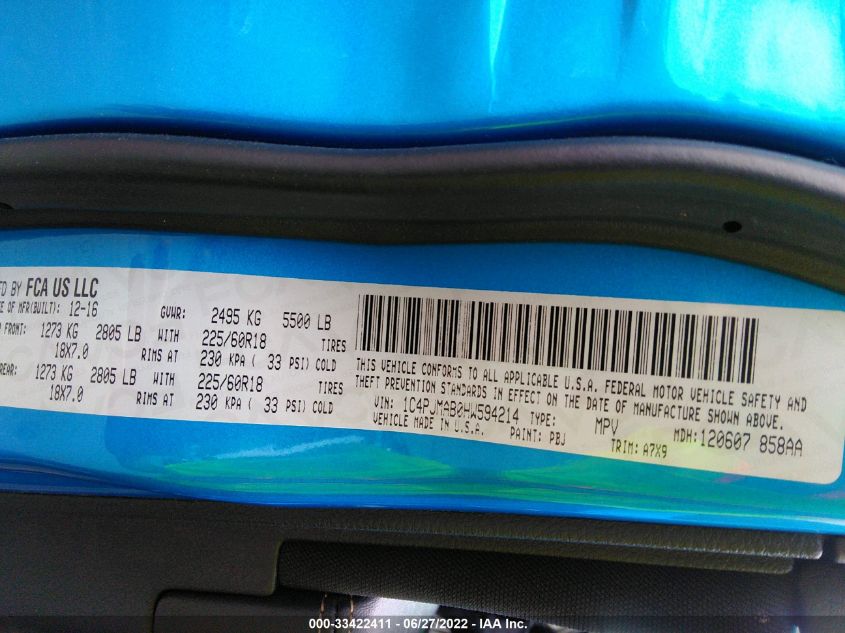 FD BY FCA US LLC
E OF MFR(BUILT): 12-16 GVWR: 2495 KG 5500 LB
FRONT: 1273 KG 2805 LB WITH 225/60R18 TIRES
18X7.0 RIMS AT 230 KPA ( 33 PSI) COLD
REAR: 1273 KG 2805 LB WITH 225/60R18 TIRES
18X7.0 RIMS AT 230 KPA ( 33 PSI) COLD
THIS VEHICLE CONFORMS TO ALL APPLICABLE U.S.A. FEDERAL MOTOR VEHICLE SAFETY AND
THEFT PREVENTION STANDARDS IN EFFECT ON THE DATE OF MANUFACTURE SHOWN ABOVE.
VIN: 1C4PJMAB0HW594214 TYPE: MPV MDH: 120607 858AA
VEHICLE MADE IN U.S.A. PAINT: PBJ TRIM: A7X9
000-33422411 - 06/27/2022 - IAA Inc.